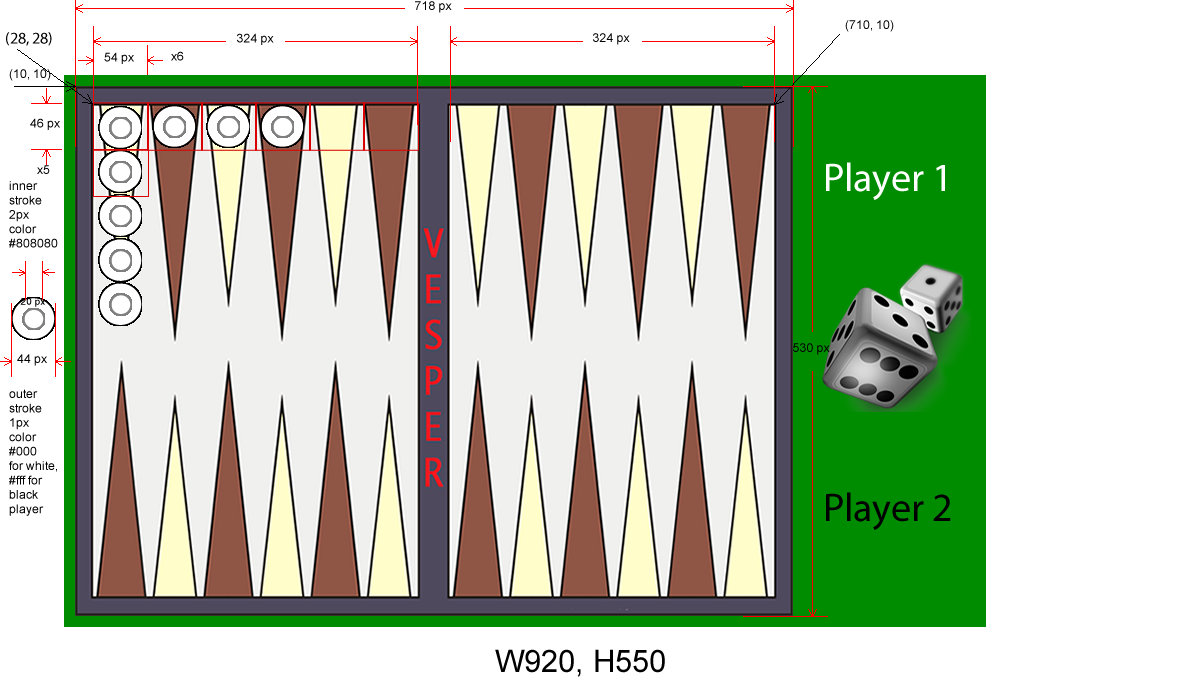 718 px
(28, 28)
324 px
324 px
(710, 10)
54 px
x6
(10, 10)
46 px
x5
inner
stroke
2px
color
#808080
20 px
44 px
outer
stroke
1px
color
#000
for white,
#fff for
black
player
V
E
S
P
E
R
Player 1
530 px
Player 2
W920, H550